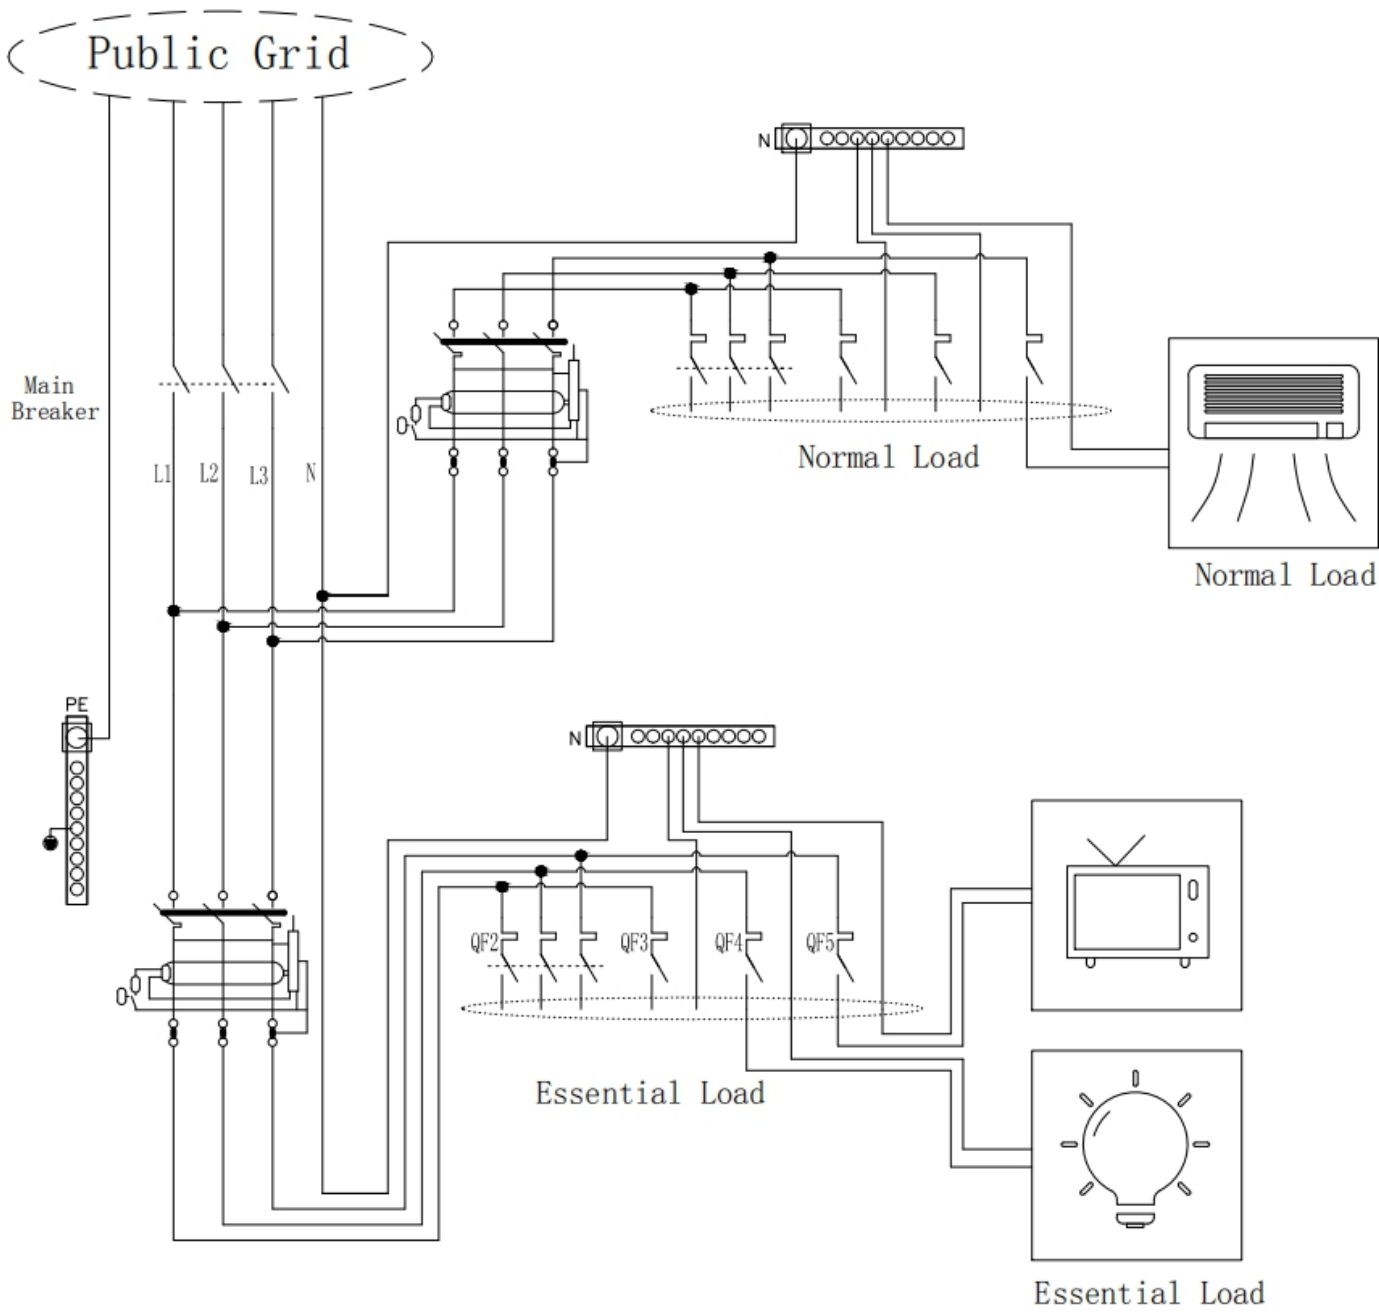 Public Grid
N
Main
Breaker
L1
L2
L3
N
Normal Load
Normal Load
PE
N
QF2
QF3
QF4
QF5
Essential Load
Essential Load